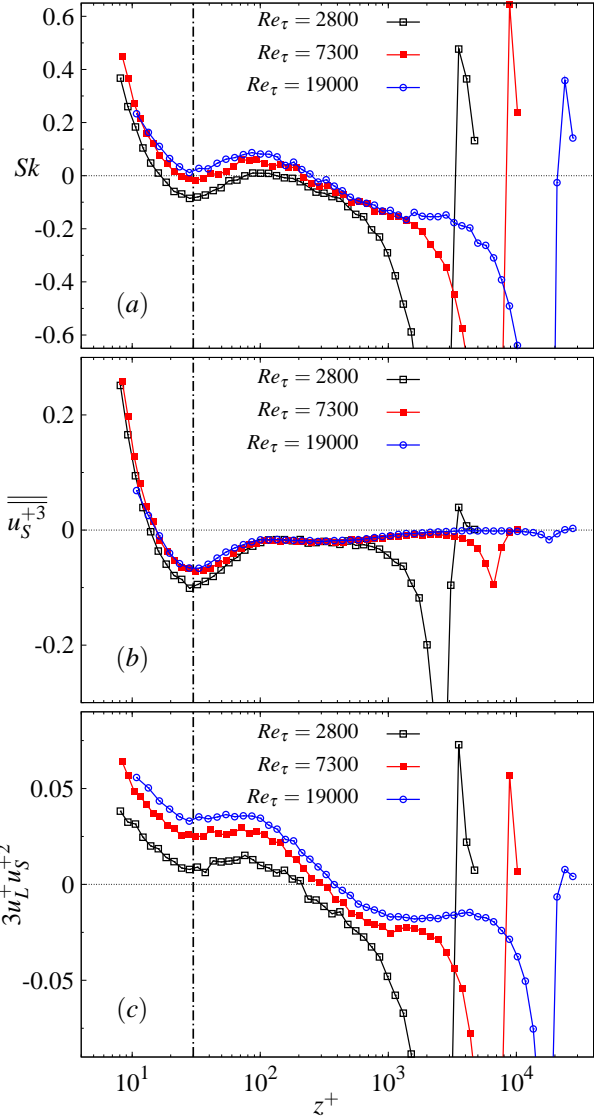 0.6
0.4
0.2
0
-0.2
-0.4
-0.6
Sk
Re_τ = 2800
Re_τ = 7300
Re_τ = 19000
(a)
0.2
0
-0.2
u_S^{+3}
Re_τ = 2800
Re_τ = 7300
Re_τ = 19000
(b)
0.05
0
-0.05
3u_L^+u_S^{+2}
Re_τ = 2800
Re_τ = 7300
Re_τ = 19000
(c)
10^1 10^2 10^3 10^4
z^+